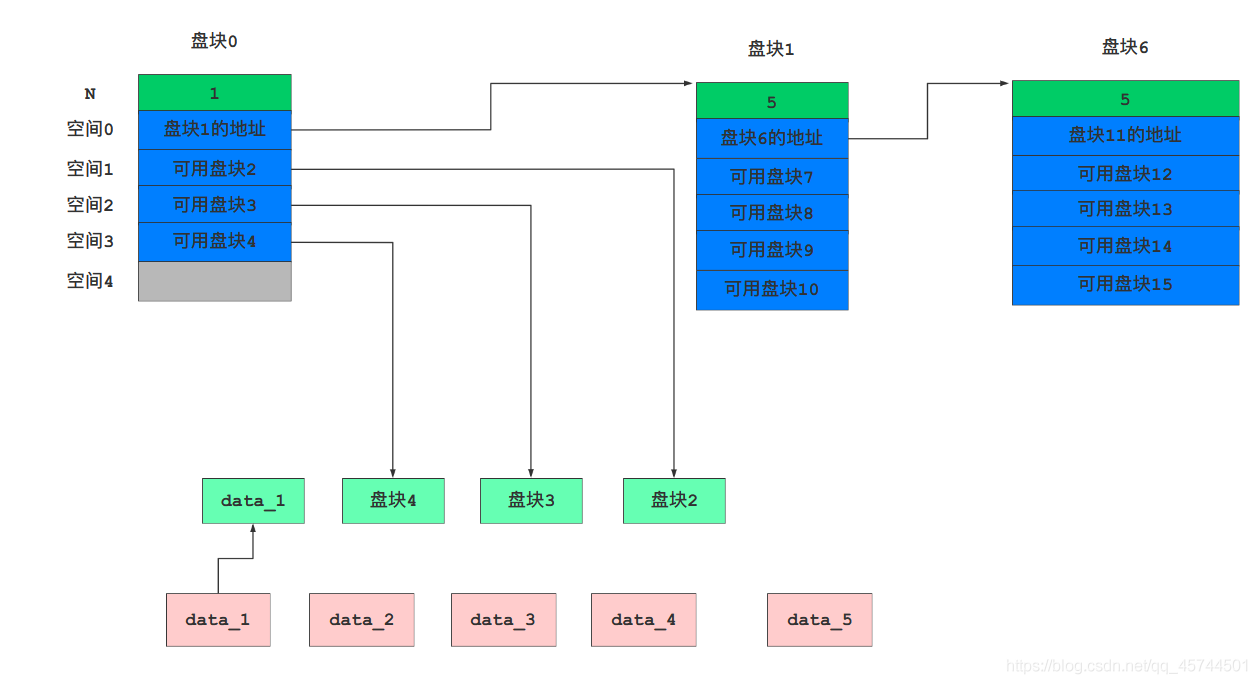 盘块0
盘块1
盘块6
N
1
5
5
空间0
盘块1的地址
盘块6的地址
盘块11的地址
空间1
可用盘块2
可用盘块7
可用盘块12
空间2
可用盘块3
可用盘块8
可用盘块13
空间3
可用盘块4
可用盘块9
可用盘块14
空间4
可用盘块10
可用盘块15
data_1
盘块4
盘块3
盘块2
data_1
data_2
data_3
data_4
data_5
https://blog.csdn.net/qq_45744501